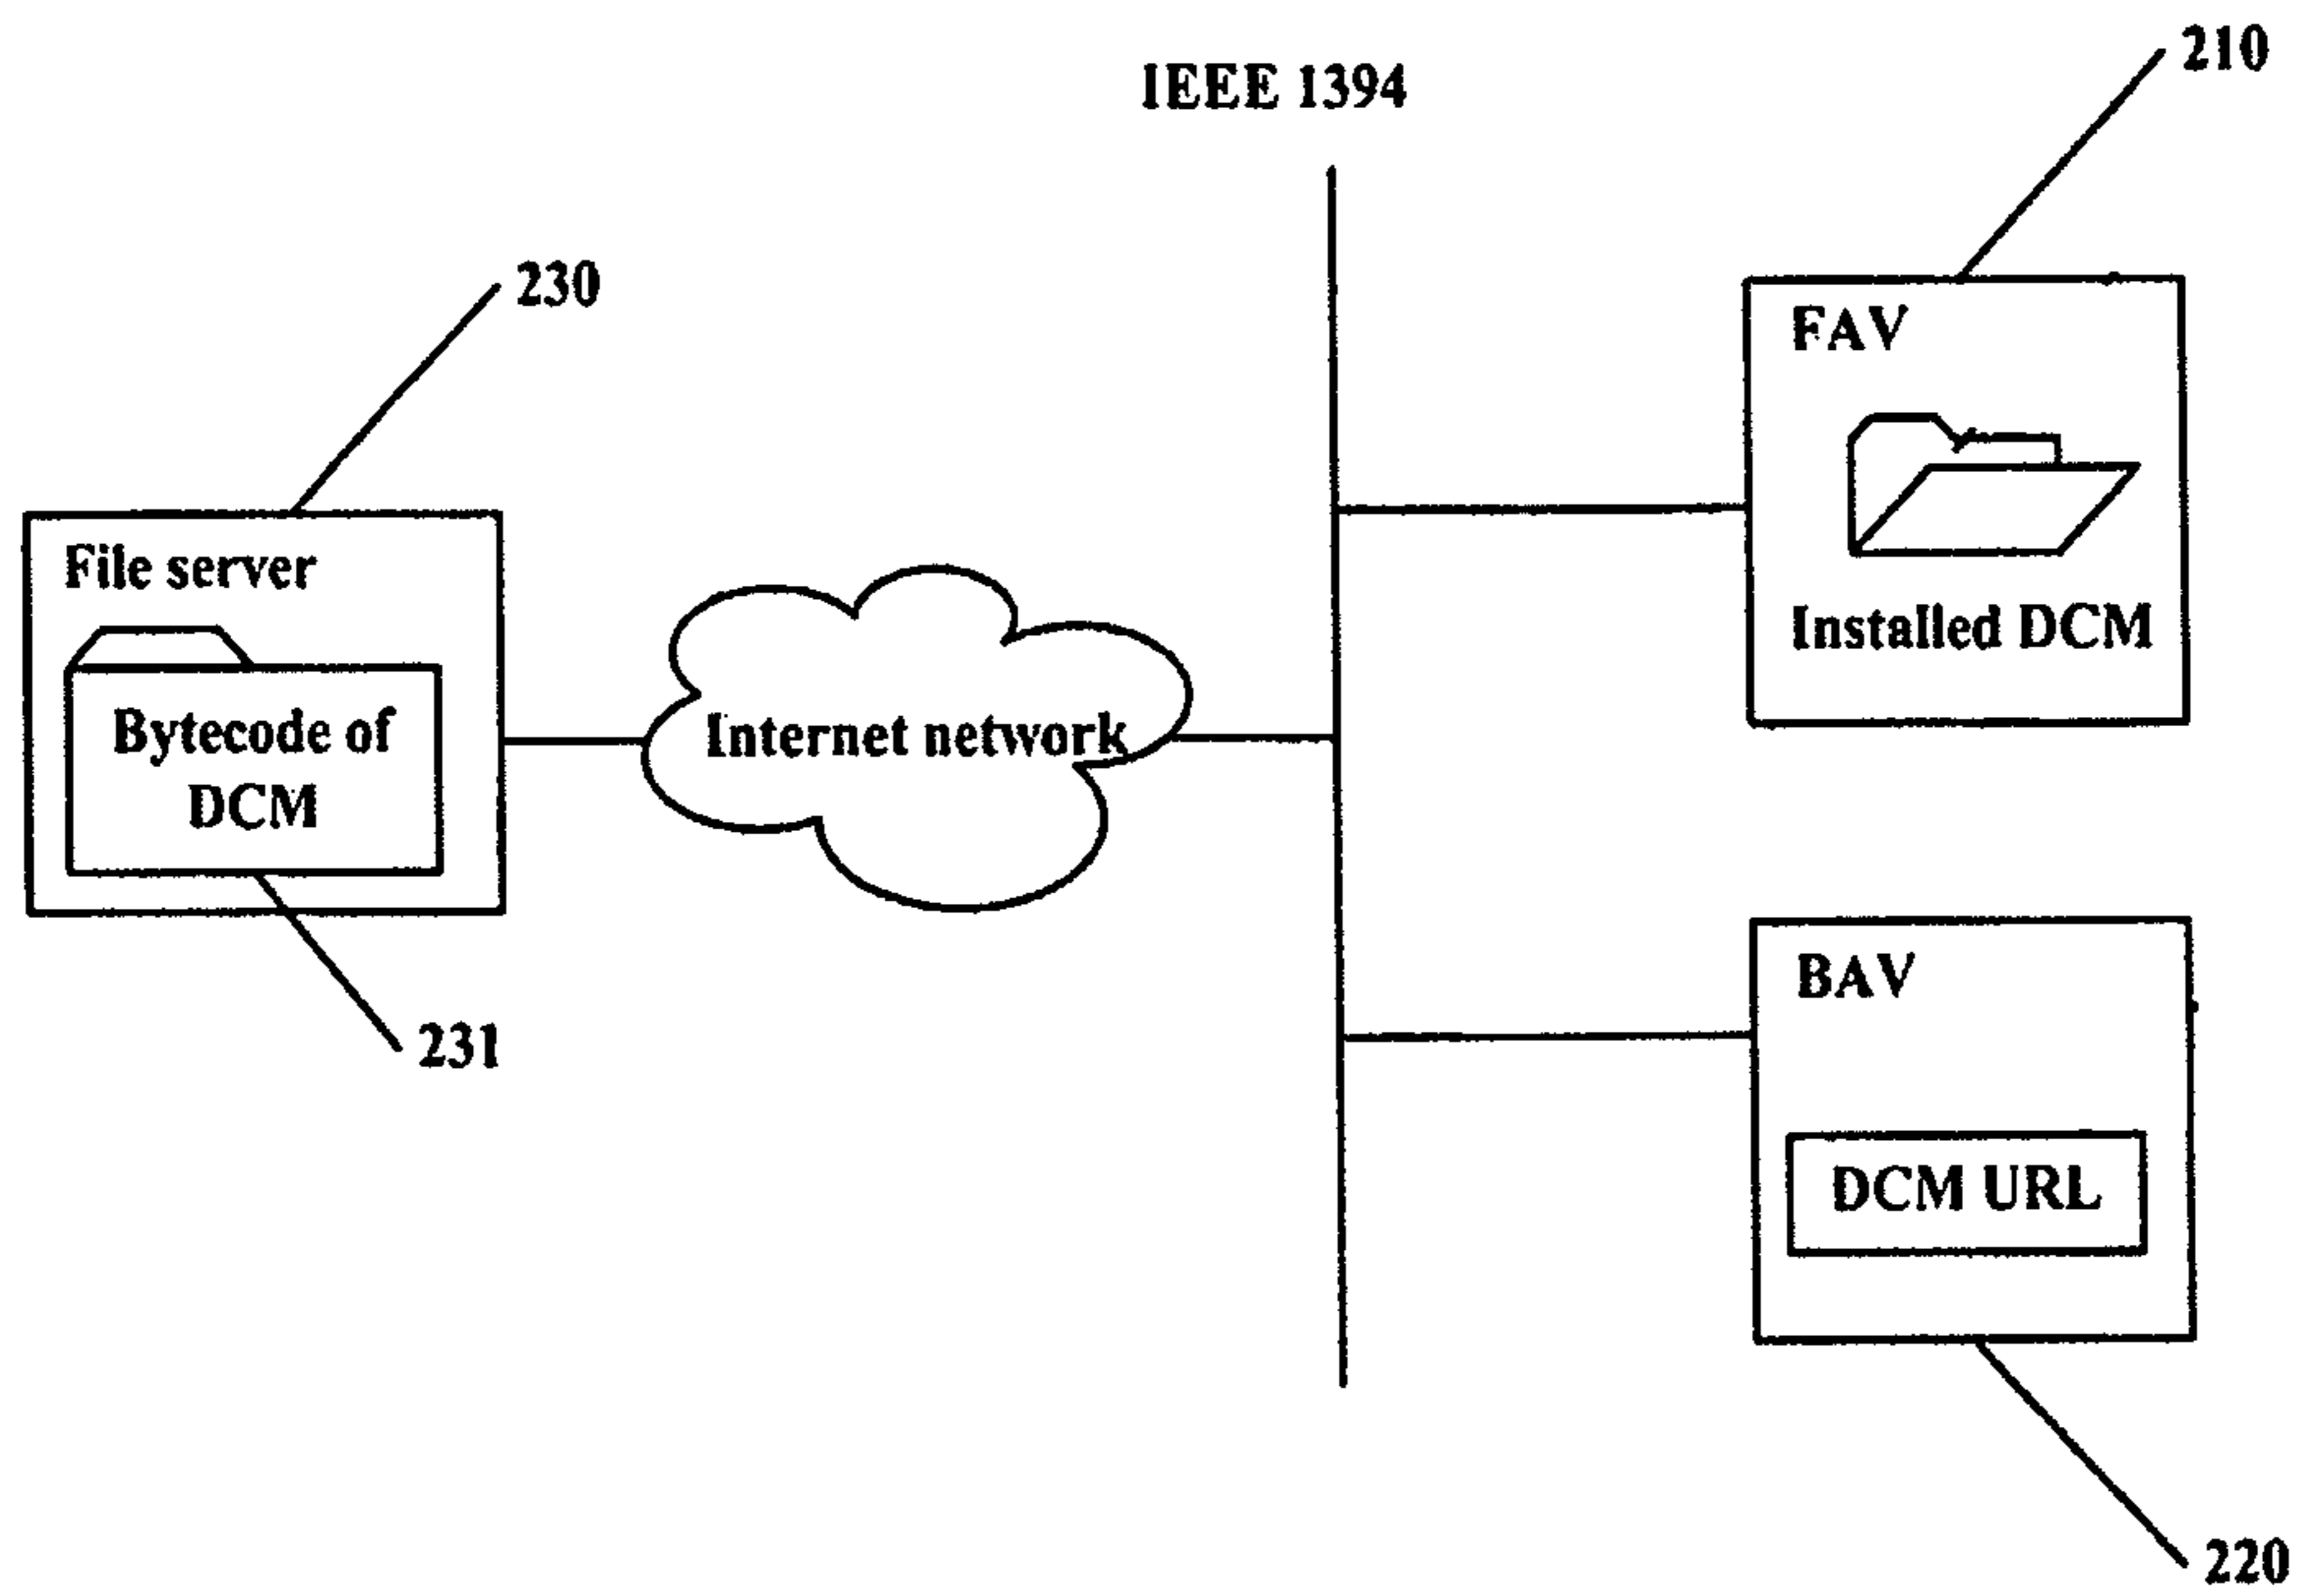 IEEE 1394
210
230
FAV
File server
Installed DCM
Bytecode of
DCM
Internet network
BAV
231
DCM URL
220